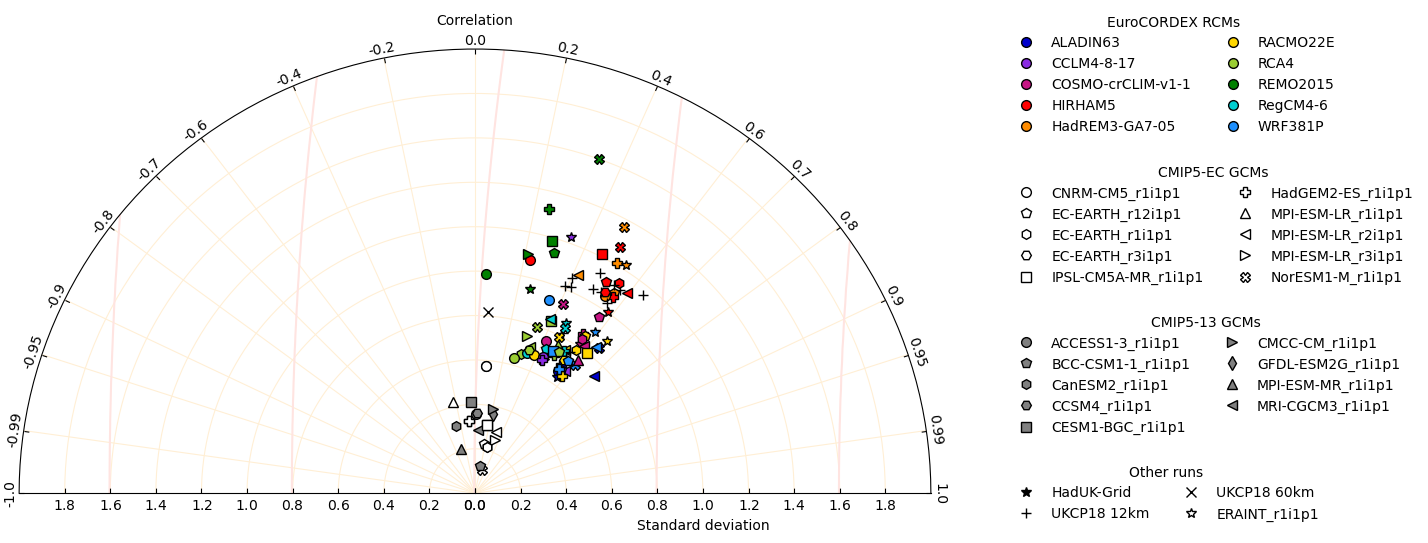 Correlation
-1.0
-0.99
-0.95
-0.9
-0.8
-0.7
-0.6
-0.4
-0.2
0.0
0.2
0.4
0.6
0.7
0.8
0.9
0.95
0.99
1.0
1.8 1.6 1.4 1.2 1.0 0.8 0.6 0.4 0.2 0.0 0.2 0.4 0.6 0.8 1.0 1.2 1.4 1.6 1.8
Standard deviation
EuroCORDEX RCMs
ALADIN63 RACMO22E
CCLM4-8-17 RCA4
COSMO-crCLIM-v1-1 REMO2015
HIRHAM5 RegCM4-6
HadREM3-GA7-05 WRF381P
CMIP5-EC GCMs
CNRM-CM5_r1i1p1 HadGEM2-ES_r1i1p1
EC-EARTH_r12i1p1 MPI-ESM-LR_r1i1p1
EC-EARTH_r1i1p1 MPI-ESM-LR_r2i1p1
EC-EARTH_r3i1p1 MPI-ESM-LR_r3i1p1
IPSL-CM5A-MR_r1i1p1 NorESM1-M_r1i1p1
CMIP5-13 GCMs
ACCESS1-3_r1i1p1 CMCC-CM_r1i1p1
BCC-CSM1-1_r1i1p1 GFDL-ESM2G_r1i1p1
CanESM2_r1i1p1 MPI-ESM-MR_r1i1p1
CCSM4_r1i1p1 MRI-CGCM3_r1i1p1
CESM1-BGC_r1i1p1
Other runs
HadUK-Grid UKCP18 60km
UKCP18 12km ERAINT_r1i1p1